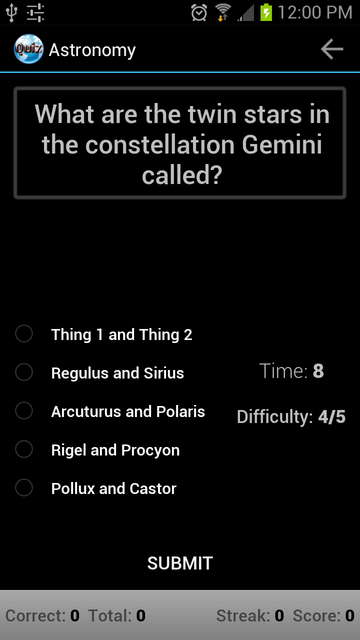 12:00 PM
Quiz Astronomy
What are the twin stars in
the constellation Gemini
called?
Thing 1 and Thing 2
Regulus and Sirius
Time: 8
Arcuturus and Polaris
Difficulty: 4/5
Rigel and Procyon
Pollux and Castor
SUBMIT
Correct: 0 Total: 0 Streak: 0 Score: 0